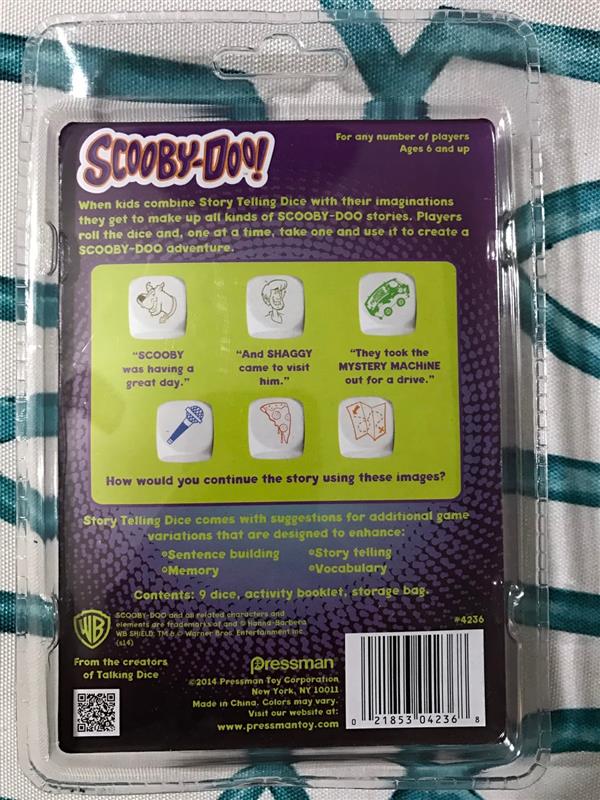 SCOOBY-DOO!
For any number of players
Ages 6 and up
When kids combine Story Telling Dice with their imaginations
they get to make up all kinds of SCOOBY-DOO stories. Players
roll the dice and, one at a time, take one and use it to create a
SCOOBY-DOO adventure.
"SCOOBY
was having a
great day."
"And SHAGGY
came to visit
him."
"They took the
MYSTERY MACHINE
out for a drive."
How would you continue the story using these images?
Story Telling Dice comes with suggestions for additional game
variations that are designed to enhance:
°Sentence building
°Story telling
°Memory
°Vocabulary
Contents: 9 dice, activity booklet, storage bag.
WB
SCOOBY-DOO and all related characters and
elements are trademarks of and © Hanna-Barbera.
WB SHIELD: TM & © Warner Bros. Entertainment Inc.
(s14)
#4236
From the creators
of Talking Dice
Pressman®
©2014 Pressman Toy Corporation
New York, NY 10011
Made in China. Colors may vary.
Visit our website at:
www.pressmantoy.com
0 21853 04236 8